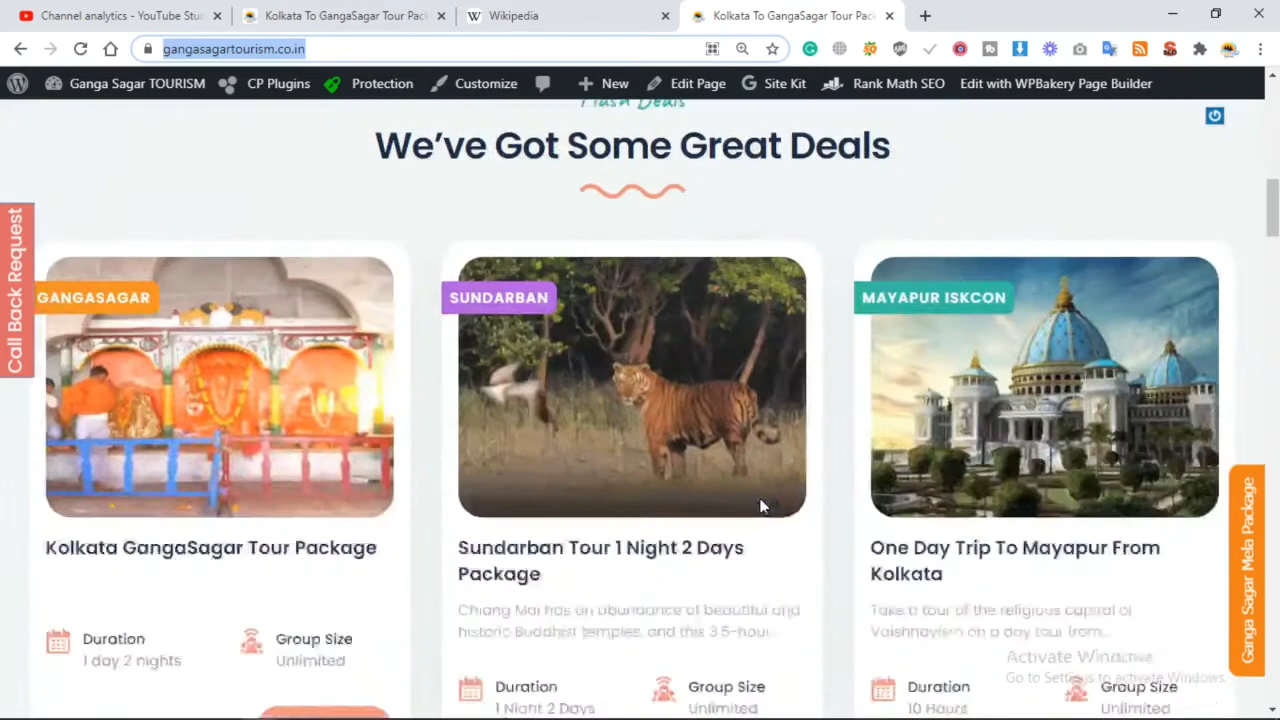 Channel analytics - YouTube Stu
Kolkata To GangaSagar Tour Pac
Wikipedia
Kolkata To GangaSagar Tour Pac
gangasagartourism.co.in
Ganga Sagar TOURISM
CP Plugins
Protection
Customize
New
Edit Page
Site Kit
Rank Math SEO
Edit with WPBakery Page Builder
Flash Deals
We've Got Some Great Deals
Call Back Request
GANGASAGAR
SUNDARBAN
MAYAPUR ISKCON
Kolkata GangaSagar Tour Package
Sundarban Tour 1 Night 2 Days
Package
One Day Trip To Mayapur From
Kolkata
Chiang Mai has an abundance of beautiful and
historic Buddhist temples, and this 3.5-hour...
Take a tour of the religious capital of
Vaishnavism on a day tour from...
Duration
1 day 2 nights
Group Size
Unlimited
Duration
1 Night 2 Days
Group Size
Unlimited
Duration
10 Hours
Group Size
Unlimited
Ganga Sagar Mela Package
Activate Windows
Go to Settings to activate Windows.